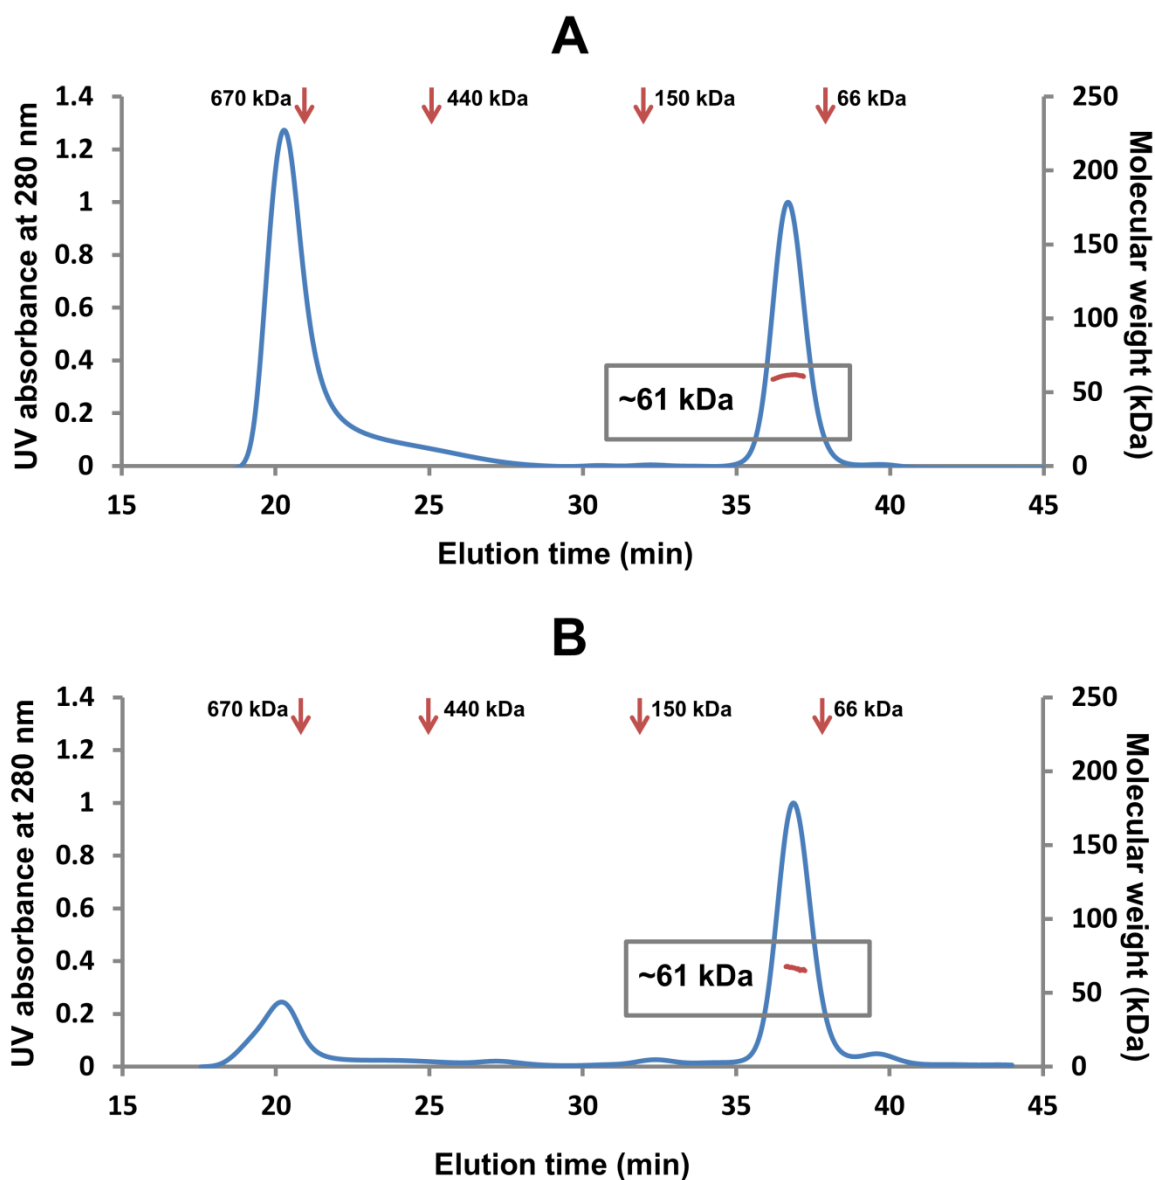 A
670 kDa 440 kDa 150 kDa 66 kDa
1.4 250
1.2
200
1
150
0.8
0.6
100
0.4
~61 kDa
50
0.2
0 0
15 20 25 30 35 40 45
UV absorbance at 280 nm
Molecular weight (kDa)
Elution time (min)
B
670 kDa 440 kDa 150 kDa 66 kDa
1.4 250
1.2
200
1
150
0.8
0.6
100
0.4
~61 kDa
50
0.2
0 0
15 20 25 30 35 40 45
UV absorbance at 280 nm
Molecular weight (kDa)
Elution time (min)